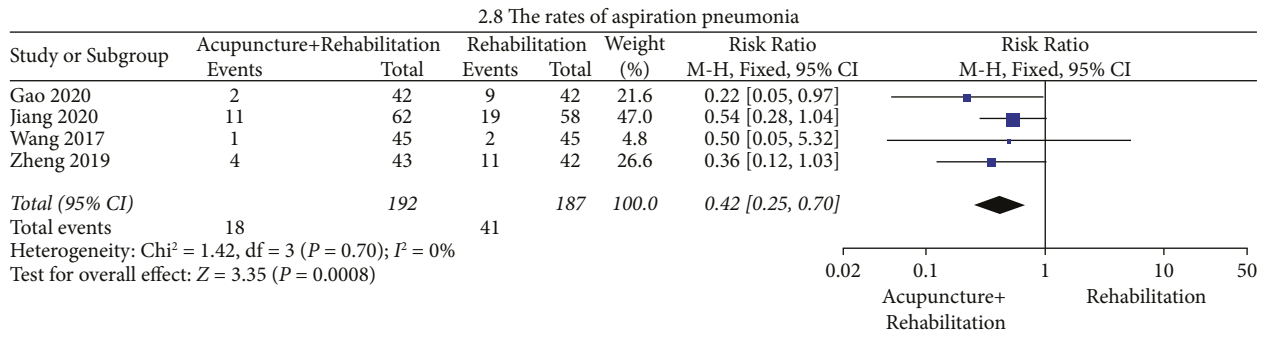 2.8 The rates of aspiration pneumonia
Study or Subgroup Acupuncture+Rehabilitation Rehabilitation Weight Risk Ratio Risk Ratio
Events Total Events Total (%) M-H, Fixed, 95% CI M-H, Fixed, 95% CI
Gao 2020 2 42 9 42 21.6 0.22 [0.05, 0.97]
Jiang 2020 11 62 19 58 47.0 0.54 [0.28, 1.04]
Wang 2017 1 45 2 45 4.8 0.50 [0.05, 5.32]
Zheng 2019 4 43 11 42 26.6 0.36 [0.12, 1.03]
Total (95% CI) 192 187 100.0 0.42 [0.25, 0.70]
Total events 18 41
Heterogeneity: Chi² = 1.42, df = 3 (P = 0.70); I² = 0%
Test for overall effect: Z = 3.35 (P = 0.0008)
0.02 0.1 1 10 50
Acupuncture+ Rehabilitation
Rehabilitation